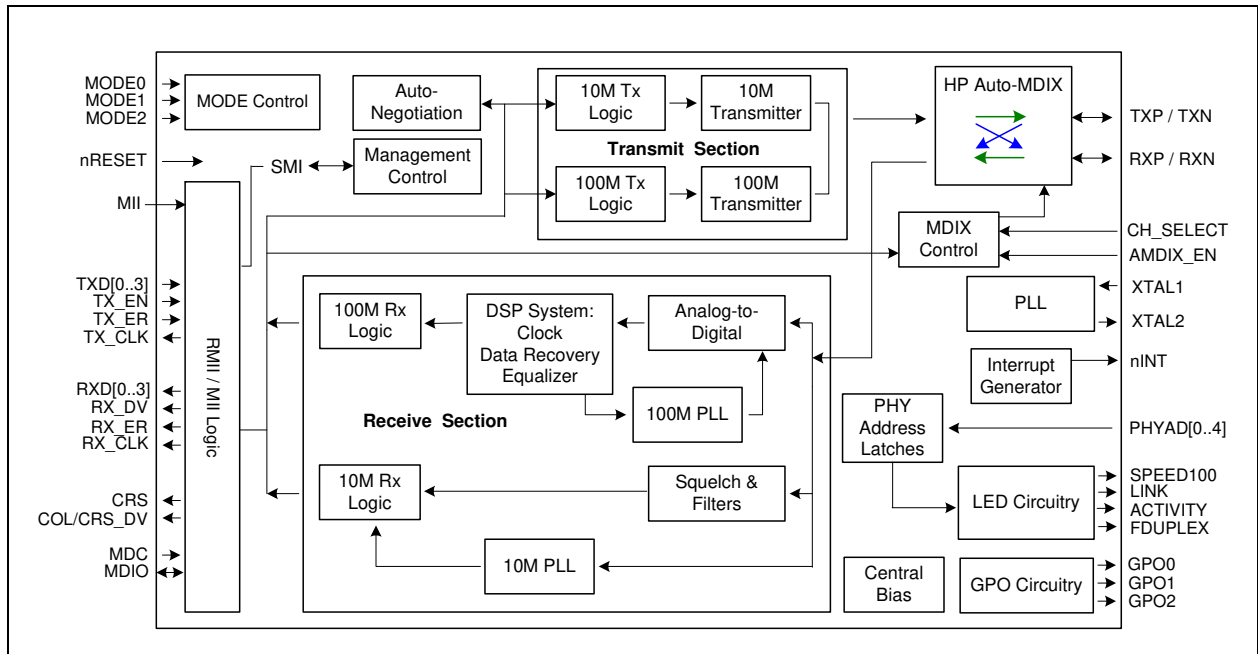 MODE0
MODE1
MODE2
nRESET
MII
TXD[0..3]
TX_EN
TX_ER
TX_CLK
RXD[0..3]
RX_DV
RX_ER
RX_CLK
CRS
COL/CRS_DV
MDC
MDIO
MODE Control
RMII / MII Logic
SMI
Auto-
Negotiation
Management
Control
10M Tx
Logic
10M
Transmitter
Transmit Section
100M Tx
Logic
100M
Transmitter
100M Rx
Logic
DSP System:
Clock
Data Recovery
Equalizer
Analog-to-
Digital
100M PLL
Receive Section
10M Rx
Logic
Squelch &
Filters
10M PLL
HP Auto-MDIX
MDIX
Control
PLL
Interrupt
Generator
PHY
Address
Latches
LED Circuitry
Central
Bias
GPO Circuitry
TXP / TXN
RXP / RXN
CH_SELECT
AMDIX_EN
XTAL1
XTAL2
nINT
PHYAD[0..4]
SPEED100
LINK
ACTIVITY
FDUPLEX
GPO0
GPO1
GPO2